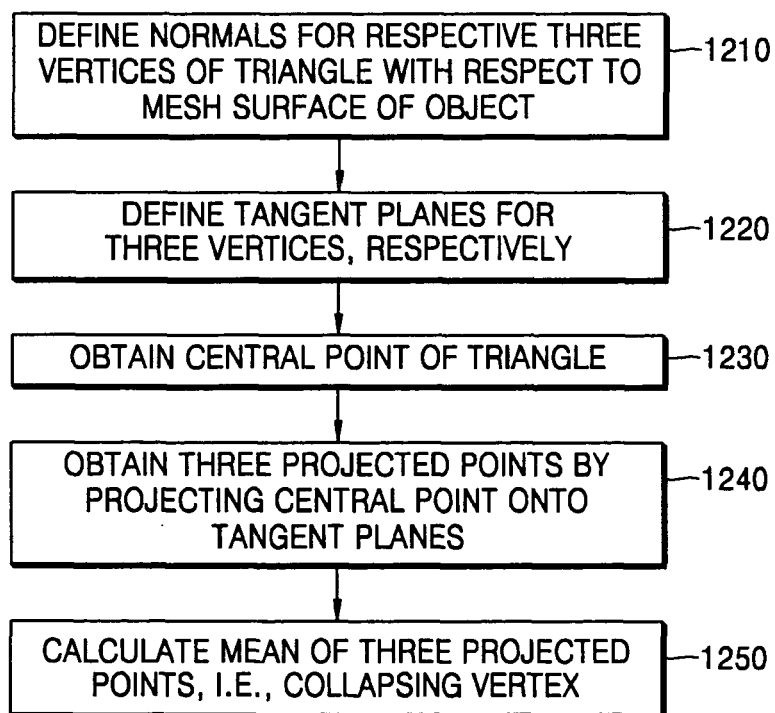 DEFINE NORMALS FOR RESPECTIVE THREE
VERTICES OF TRIANGLE WITH RESPECT TO
MESH SURFACE OF OBJECT
1210
DEFINE TANGENT PLANES FOR
THREE VERTICES, RESPECTIVELY
1220
OBTAIN CENTRAL POINT OF TRIANGLE
1230
OBTAIN THREE PROJECTED POINTS BY
PROJECTING CENTRAL POINT ONTO
TANGENT PLANES
1240
CALCULATE MEAN OF THREE PROJECTED
POINTS, I.E., COLLAPSING VERTEX
1250